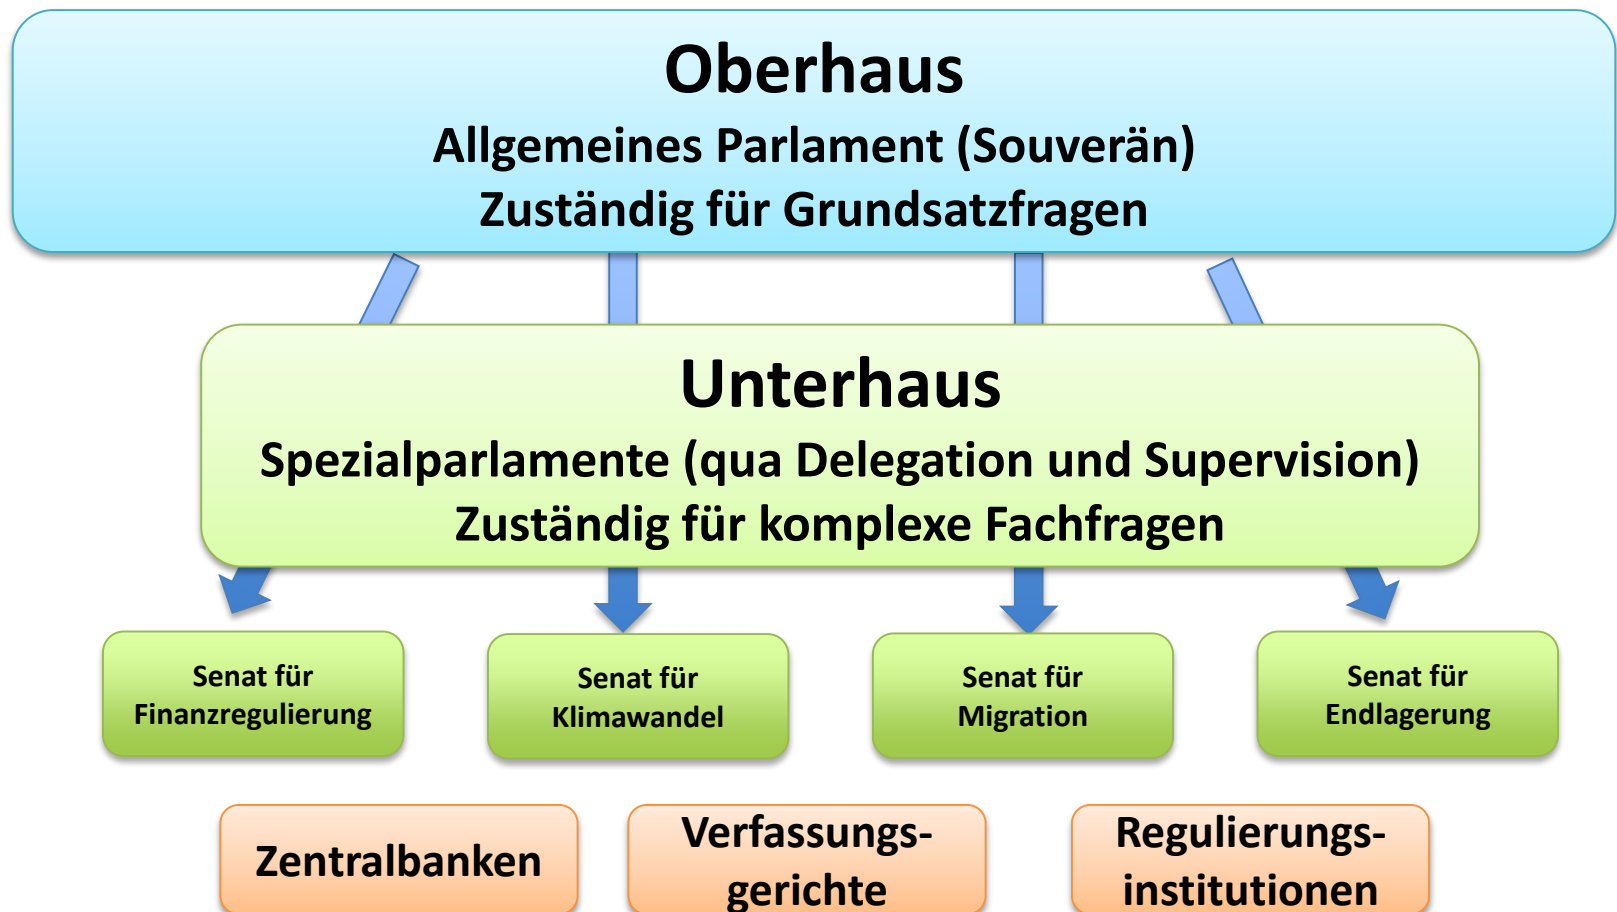 Oberhaus
Allgemeines Parlament (Souverän)
Zuständig für Grundsatzfragen
Unterhaus
Spezialparlamente (qua Delegation und Supervision)
Zuständig für komplexe Fachfragen
Senat für
Finanzregulierung
Senat für
Klimawandel
Senat für
Migration
Senat für
Endlagerung
Zentralbanken
Verfassungs-
gerichte
Regulierungs-
institutionen